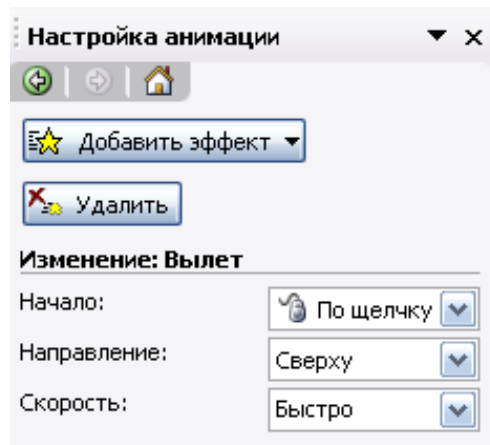 Настройка анимации
Добавить эффект
Удалить
Изменение: Вылет
Начало: По щелчку
Направление: Сверху
Скорость: Быстро